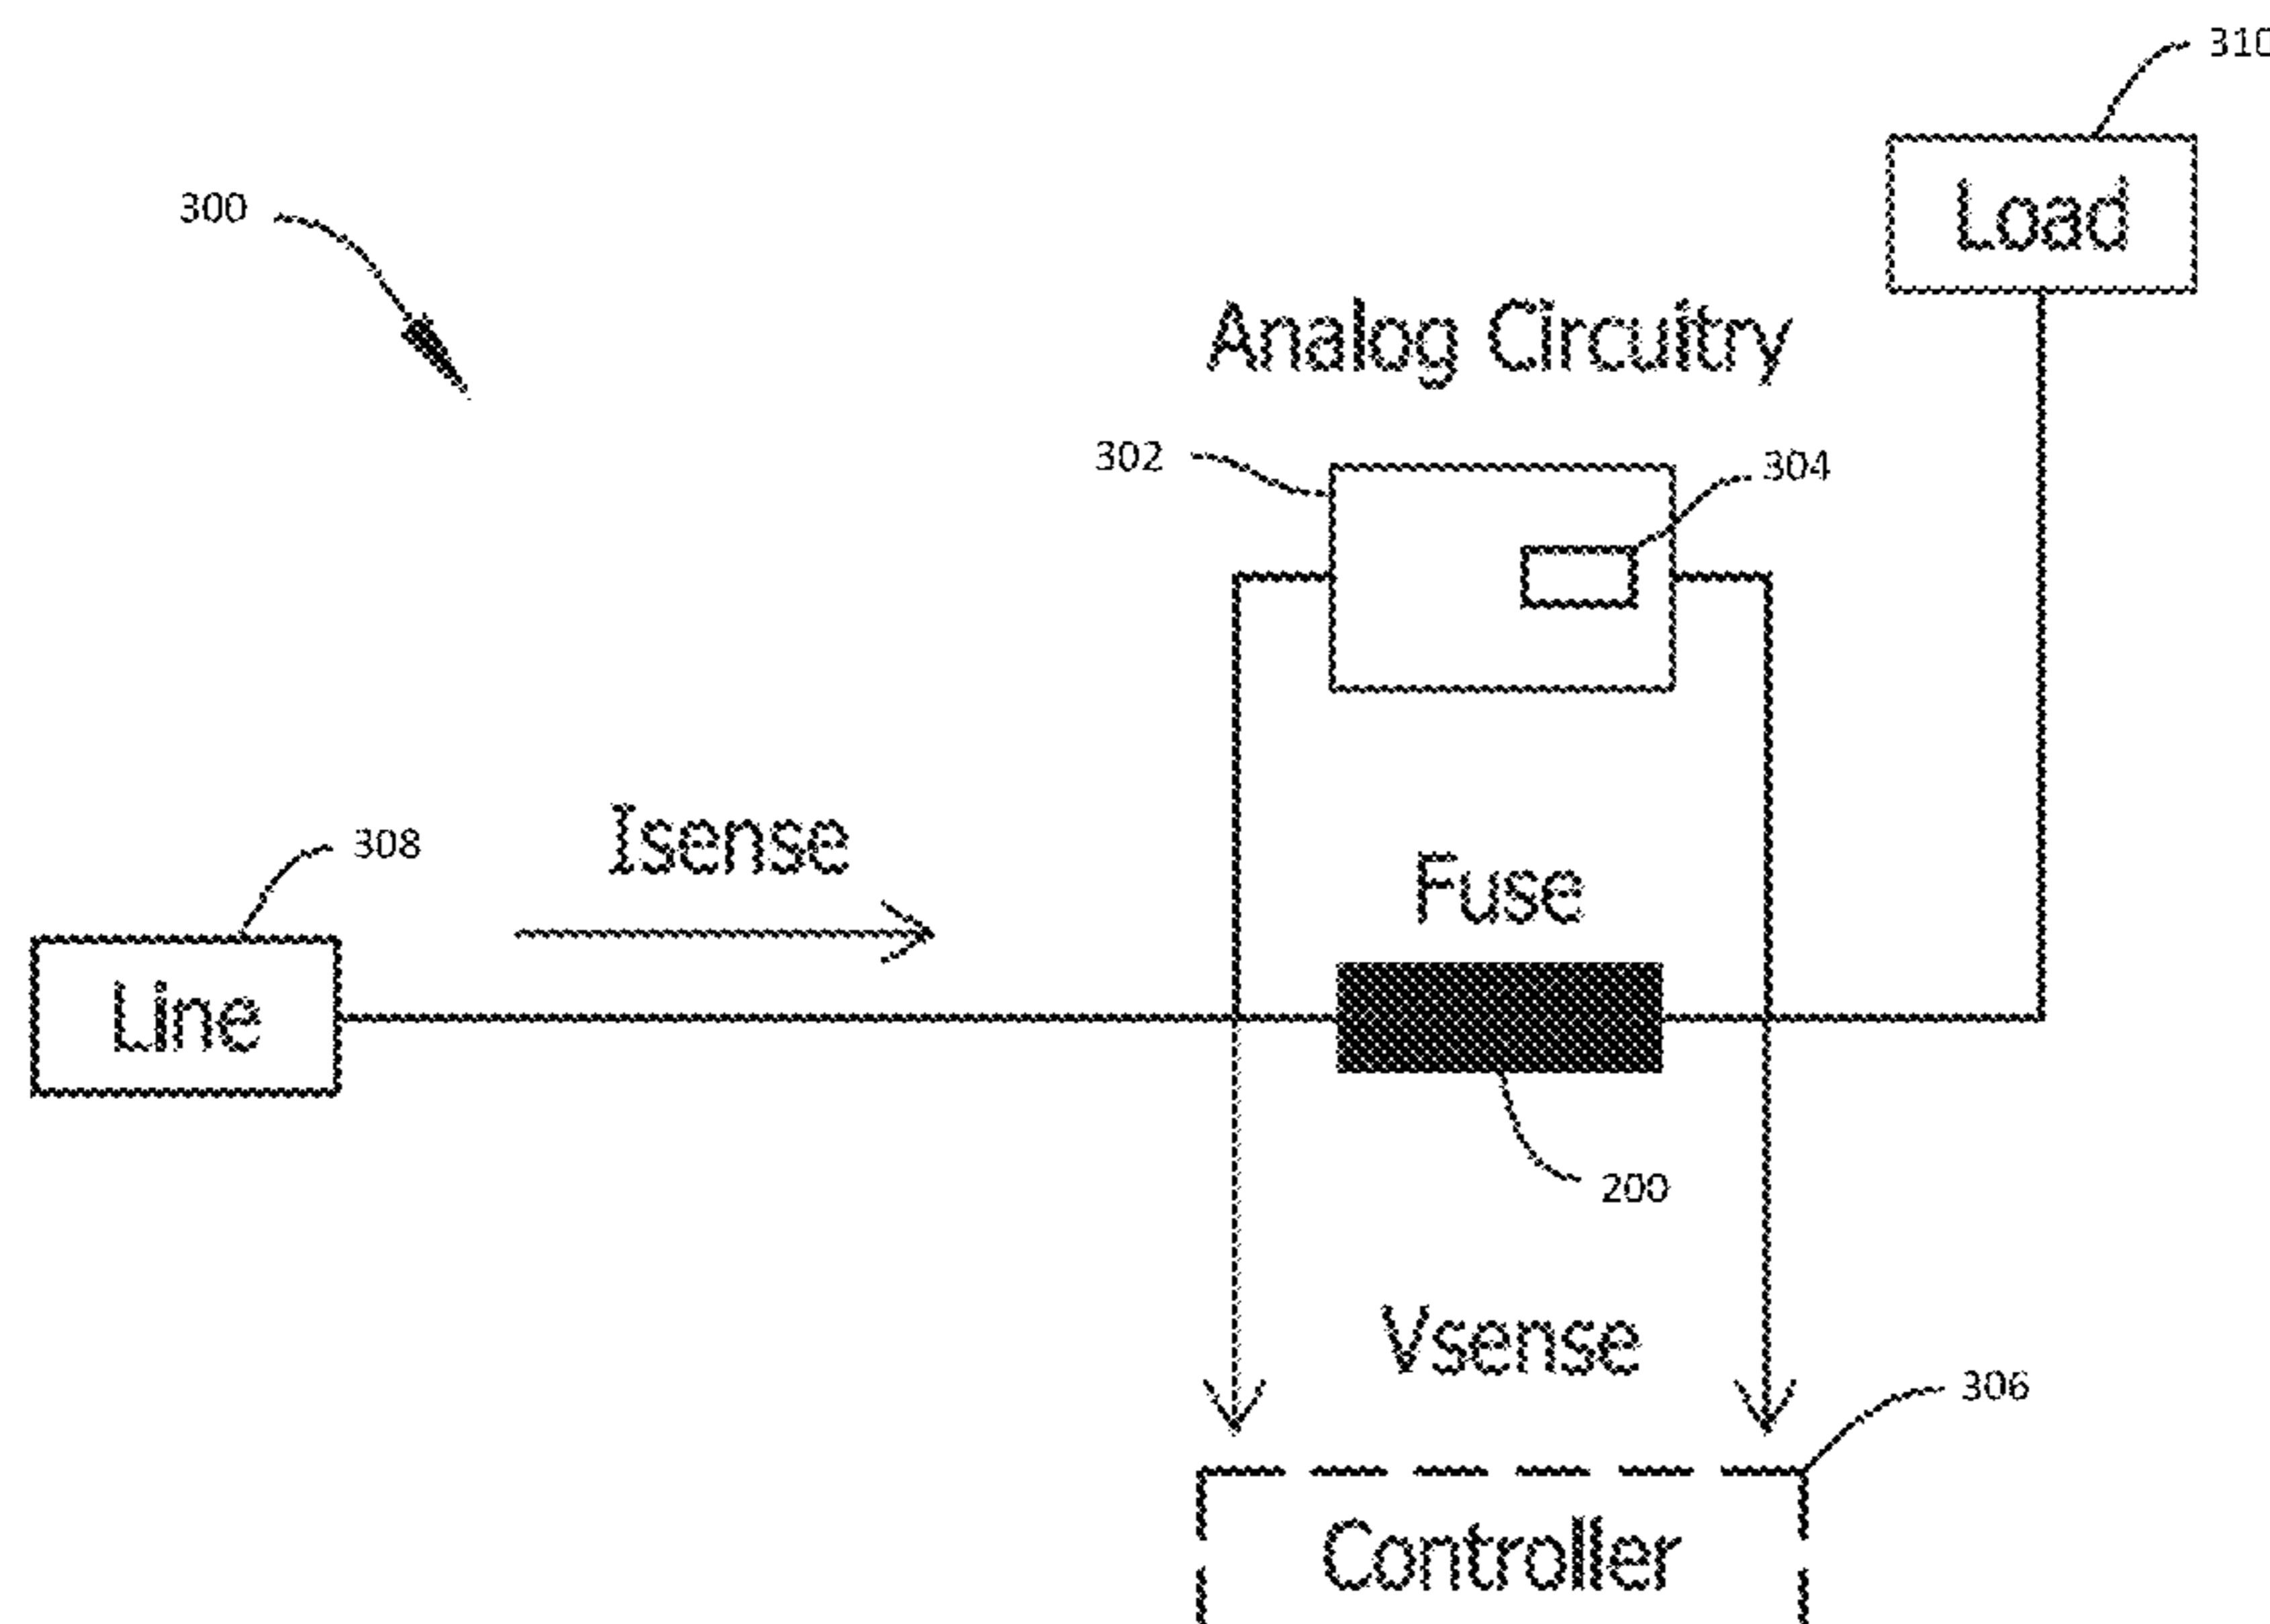 310
Load
300
Analog Circuitry
302
304
308
Isense
Fuse
Line
200
Vsense
306
Controller